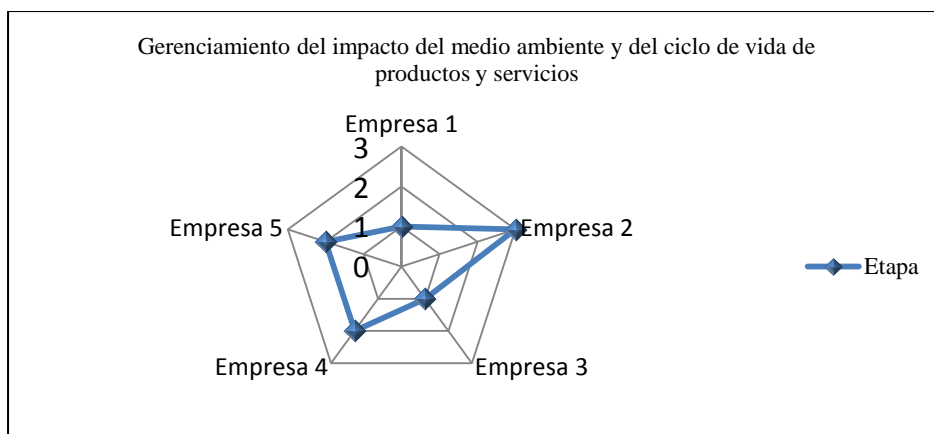 Gerenciamiento del impacto del medio ambiente y del ciclo de vida de
productos y servicios
Empresa 1
3
2
Empresa 5
1
Empresa 2
0
Etapa
Empresa 4
Empresa 3